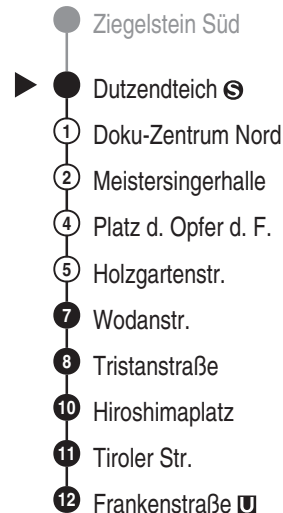 Ziegelstein Süd
Dutzendteich S
1 Doku-Zentrum Nord
2 Meistersingerhalle
4 Platz d. Opfer d. F.
5 Holzgartenstr.
7 Wodanstr.
8 Tristanstraße
10 Hiroshimaplatz
11 Tiroler Str.
12 Frankenstraße U